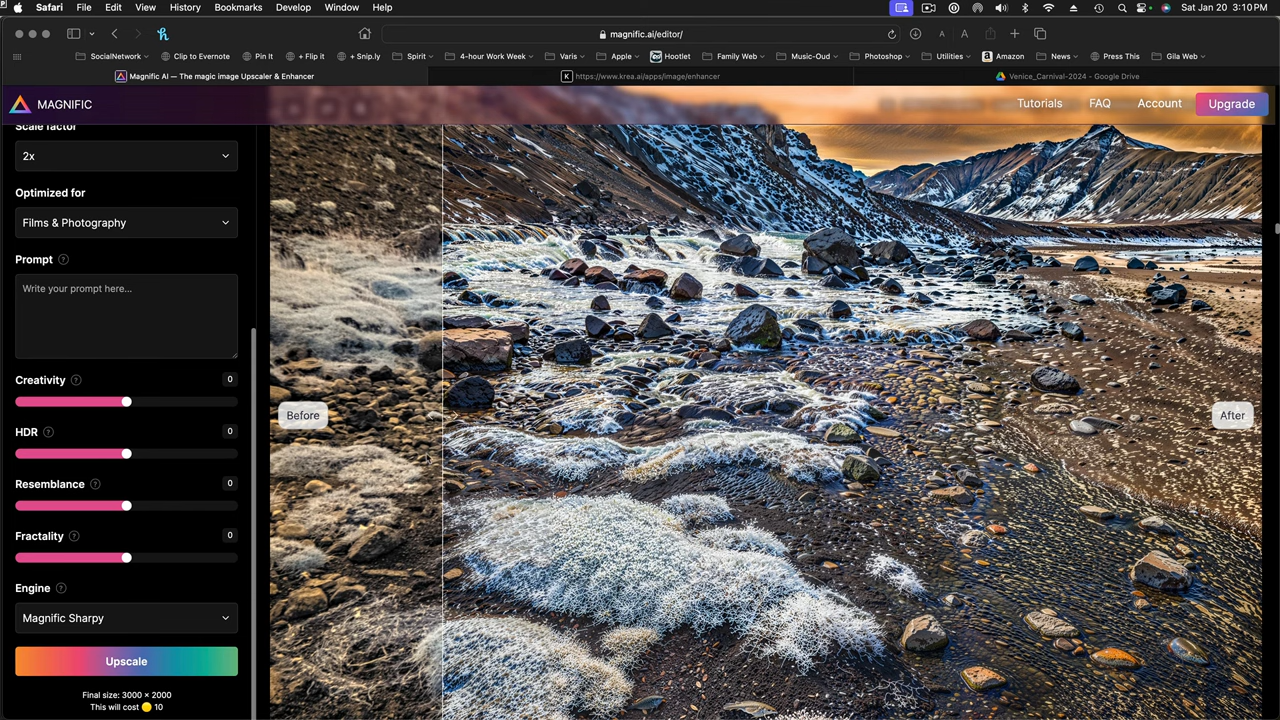 Safari File Edit View History Bookmarks Develop Window Help Sat Jan 20 3:10 PM
magnific.ai/editor/
SocialNetwork Clip to Evernote Pin It + Flip it + Snip.ly Spirit 4-hour Work Week Varis Apple Hootlet Family Web Music-Oud Photoshop Utilities Amazon News Press This Gila Web
Magnific AI — The magic image Upscaler & Enhancer https://www.krea.ai/apps/image/enhancer Venice_Carnival-2024 - Google Drive
MAGNIFIC Tutorials FAQ Account Upgrade
Scale factor
2x
Optimized for
Films & Photography
Prompt
Write your prompt here...
Creativity 0
Before After
HDR 0
Resemblance 0
Fractality 0
Engine
Magnific Sharpy
Upscale
Final size: 3000 × 2000
This will cost 10